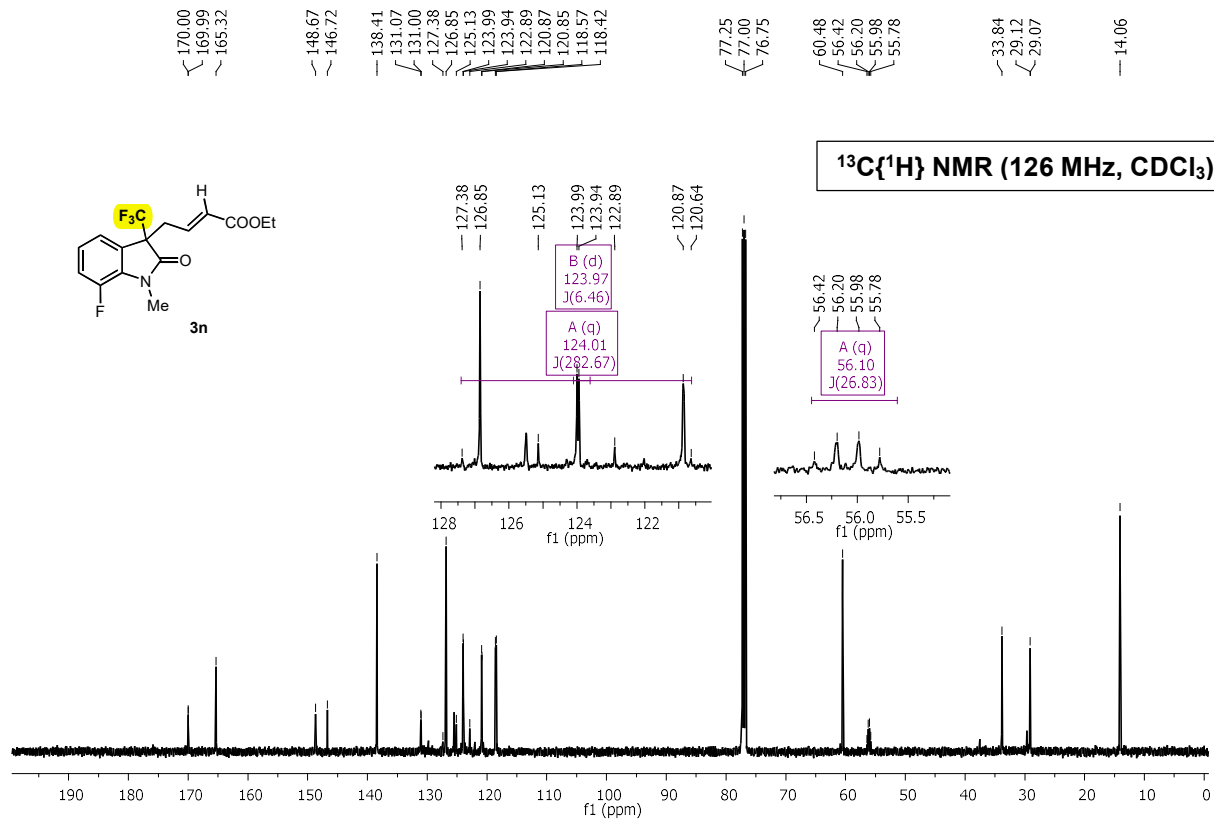 170.00
169.99
165.32
148.67
146.72
138.41
131.07
131.00
127.38
126.85
125.13
123.99
123.94
122.89
120.87
120.85
118.57
118.42
77.25
77.00
76.75
60.48
56.42
56.20
55.98
55.78
33.84
29.12
29.07
14.06
¹³C{¹H} NMR (126 MHz, CDCl₃)
F₃C
H
COOEt
O
N
F
Me
3n
127.38
126.85
125.13
123.99
123.94
122.89
120.87
120.64
B (d)
123.97
J(6.46)
A (q)
124.01
J(282.67)
128 126 124 122
f1 (ppm)
56.42
56.20
55.98
55.78
A (q)
56.10
J(26.83)
56.5 56.0 55.5
f1 (ppm)
190 180 170 160 150 140 130 120 110 100 90 80 70 60 50 40 30 20 10 0
f1 (ppm)